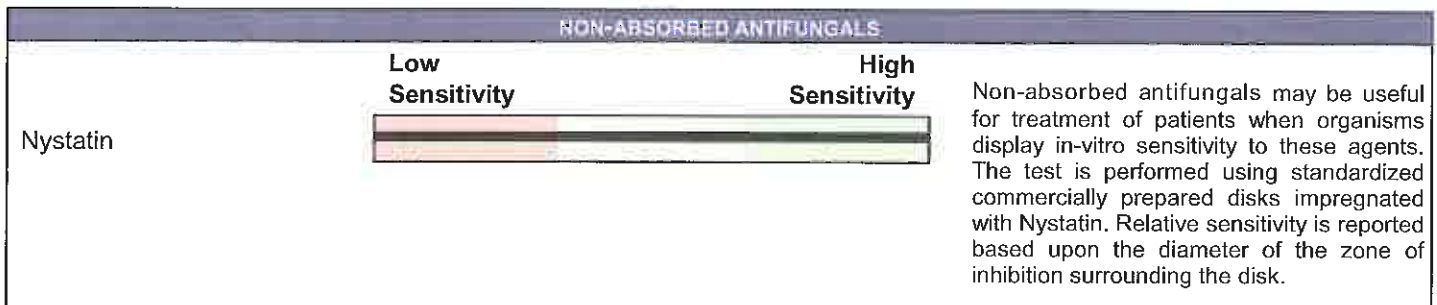 NON-ABSORBED ANTIFUNGALS
Low High
Sensitivity Sensitivity
Nystatin
Non-absorbed antifungals may be useful
for treatment of patients when organisms
display in-vitro sensitivity to these agents.
The test is performed using standardized
commercially prepared disks impregnated
with Nystatin. Relative sensitivity is reported
based upon the diameter of the zone of
inhibition surrounding the disk.